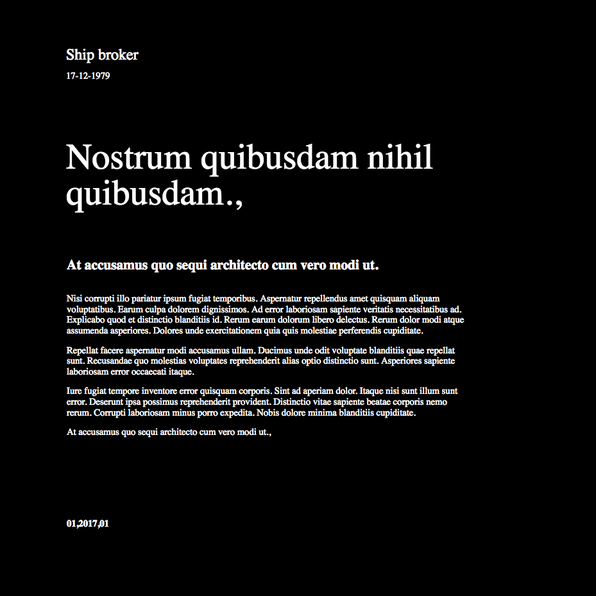 Ship broker
17-12-1979
Nostrum quibusdam nihil
quibusdam.,
At accusamus quo sequi architecto cum vero modi ut.
Nisi corrupti illo pariatur ipsum fugiat temporibus. Aspernatur repellendus amet quisquam aliquam
voluptatibus. Earum culpa dolorem dignissimos. Ad error laboriosam sapiente veritatis necessitatibus ad.
Explicabo quod et distinctio blanditiis id. Rerum earum dolorum libero delectus. Rerum dolor modi atque
assumenda asperiores. Dolores unde exercitationem quia quis molestiae perferendis cupiditate.
Repellat facere aspernatur modi accusamus ullam. Ducimus unde odit voluptate blanditiis quae repellat
sunt. Recusandae quo molestias voluptates reprehenderit alias optio distinctio sunt. Asperiores sapiente
laboriosam error occaecati itaque.
Iure fugiat tempore inventore error quisquam corporis. Sint ad aperiam dolor. Itaque nisi sunt illum sunt
error. Deserunt ipsa possimus reprehenderit provident. Distinctio vitae sapiente beatae corporis nemo
rerum. Corrupti laboriosam minus porro expedita. Nobis dolore minima blanditiis cupiditate.
At accusamus quo sequi architecto cum vero modi ut.,
01,2017,01